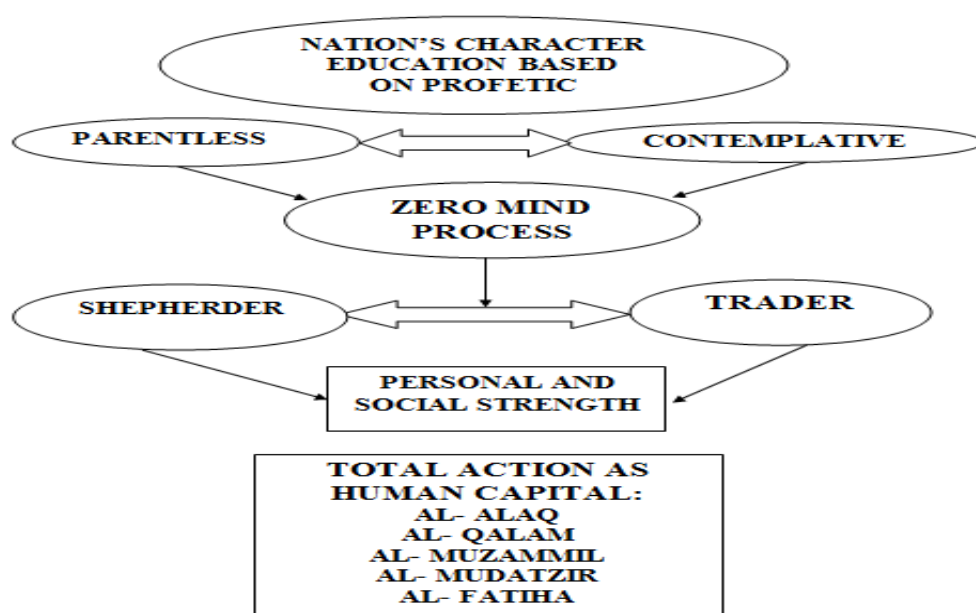 NATION'S CHARACTER
EDUCATION BASED
ON PROFETIC
PARENTLESS
CONTEMPLATIVE
ZERO MIND
PROCESS
SHEPHERDER
TRADER
PERSONAL AND
SOCIAL STRENGTH
TOTAL ACTION AS
HUMAN CAPITAL:
AL- ALAQ
AL- QALAM
AL- MUZAMMIL
AL- MUDATZIR
AL- FATIHA